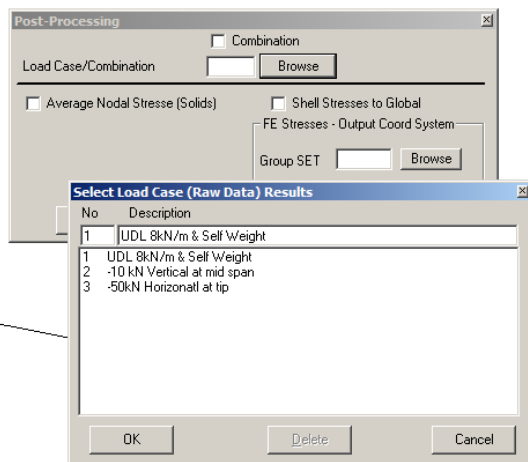 Post-Processing
Combination
Load Case/Combination Browse
Average Nodal Stresse (Solids) Shell Stresses to Global
FE Stresses - Output Coord System
Group SET Browse
Select Load Case (Raw Data) Results
No Description
1 UDL 8kN/m & Self Weight
1 UDL 8kN/m & Self Weight
2 -10 kN Vertical at mid span
3 -50kN Horizonatl at tip
OK Delete Cancel